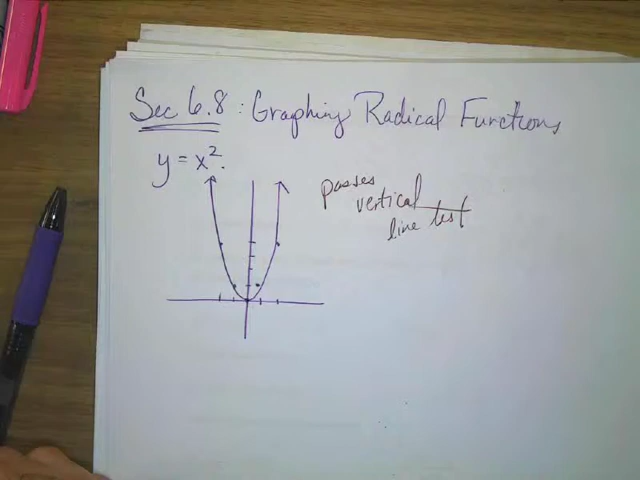 Sec 6.8: Graphing Radical Functions
y = x².
passes
vertical
line test